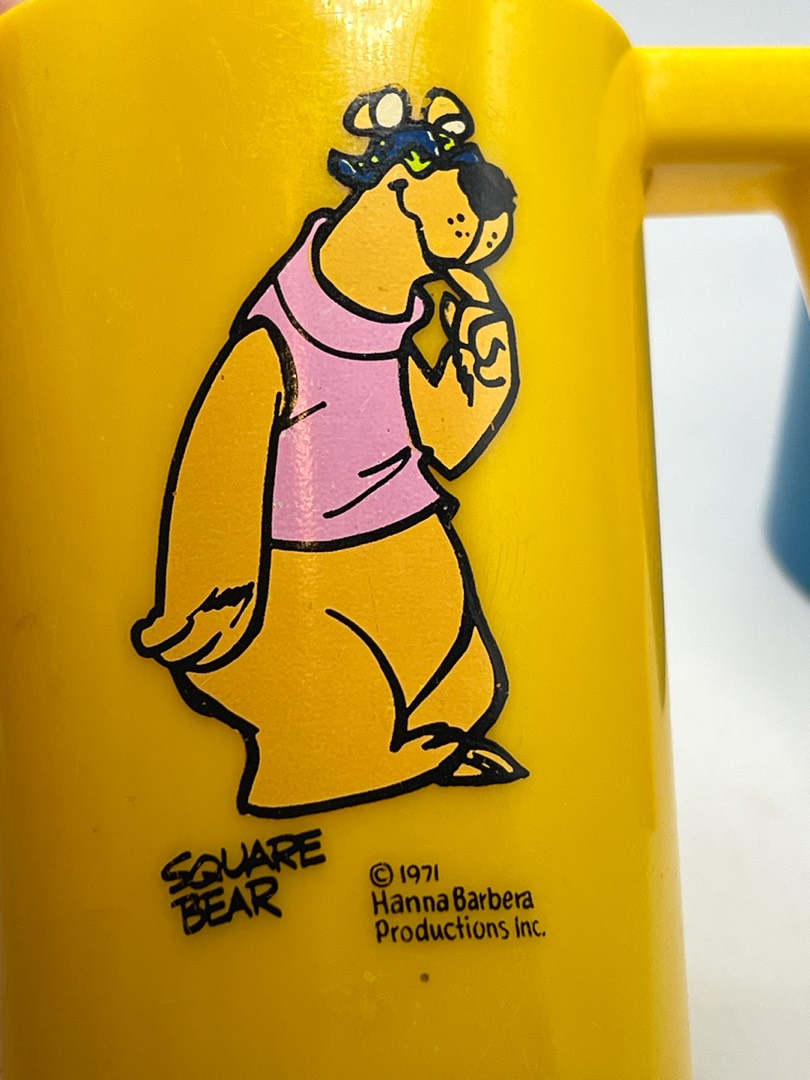 SQUARE
BEAR
© 1971
Hanna Barbera
Productions Inc.